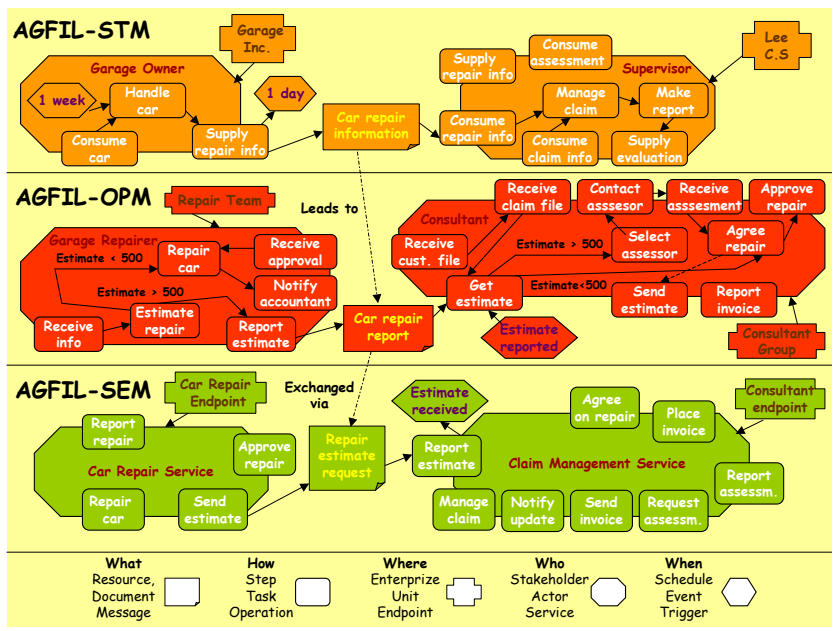 AGFIL-STM
Garage
Inc.
Garage Owner
1 week
Handle
car
1 day
Consume
car
Supply
repair info
Car repair
information
Supply
repair info
Consume
assessment
Lee
C.S
Supervisor
Manage
claim
Make
report
Consume
repair info
Consume
claim info
Supply
evaluation
AGFIL-OPM
Repair Team
Leads to
Garage Repairer
Estimate < 500
Repair
car
Receive
approval
Notify
accountant
Estimate > 500
Receive
info
Estimate
repair
Report
estimate
Car repair
report
Receive
claim file
Contact
asssesor
Receive
asssesment
Approve
repair
Consultant
Receive
cust. file
Estimate > 500
Select
assessor
Agree
repair
Get
estimate
Estimate<500
Send
estimate
Report
invoice
Estimate
reported
Consultant
Group
AGFIL-SEM
Car Repair
Endpoint
Exchanged
via
Estimate
received
Report
repair
Approve
repair
Car Repair Service
Repair
car
Send
estimate
Repair
estimate
request
Report
estimate
Agree
on repair
Place
invoice
Consultant
endpoint
Claim Management Service
Report
assessm.
Manage
claim
Notify
update
Send
invoice
Request
assessm.
What
Resource,
Document
Message
How
Step
Task
Operation
Where
Enterprize
Unit
Endpoint
Who
Stakeholder
Actor
Service
When
Schedule
Event
Trigger